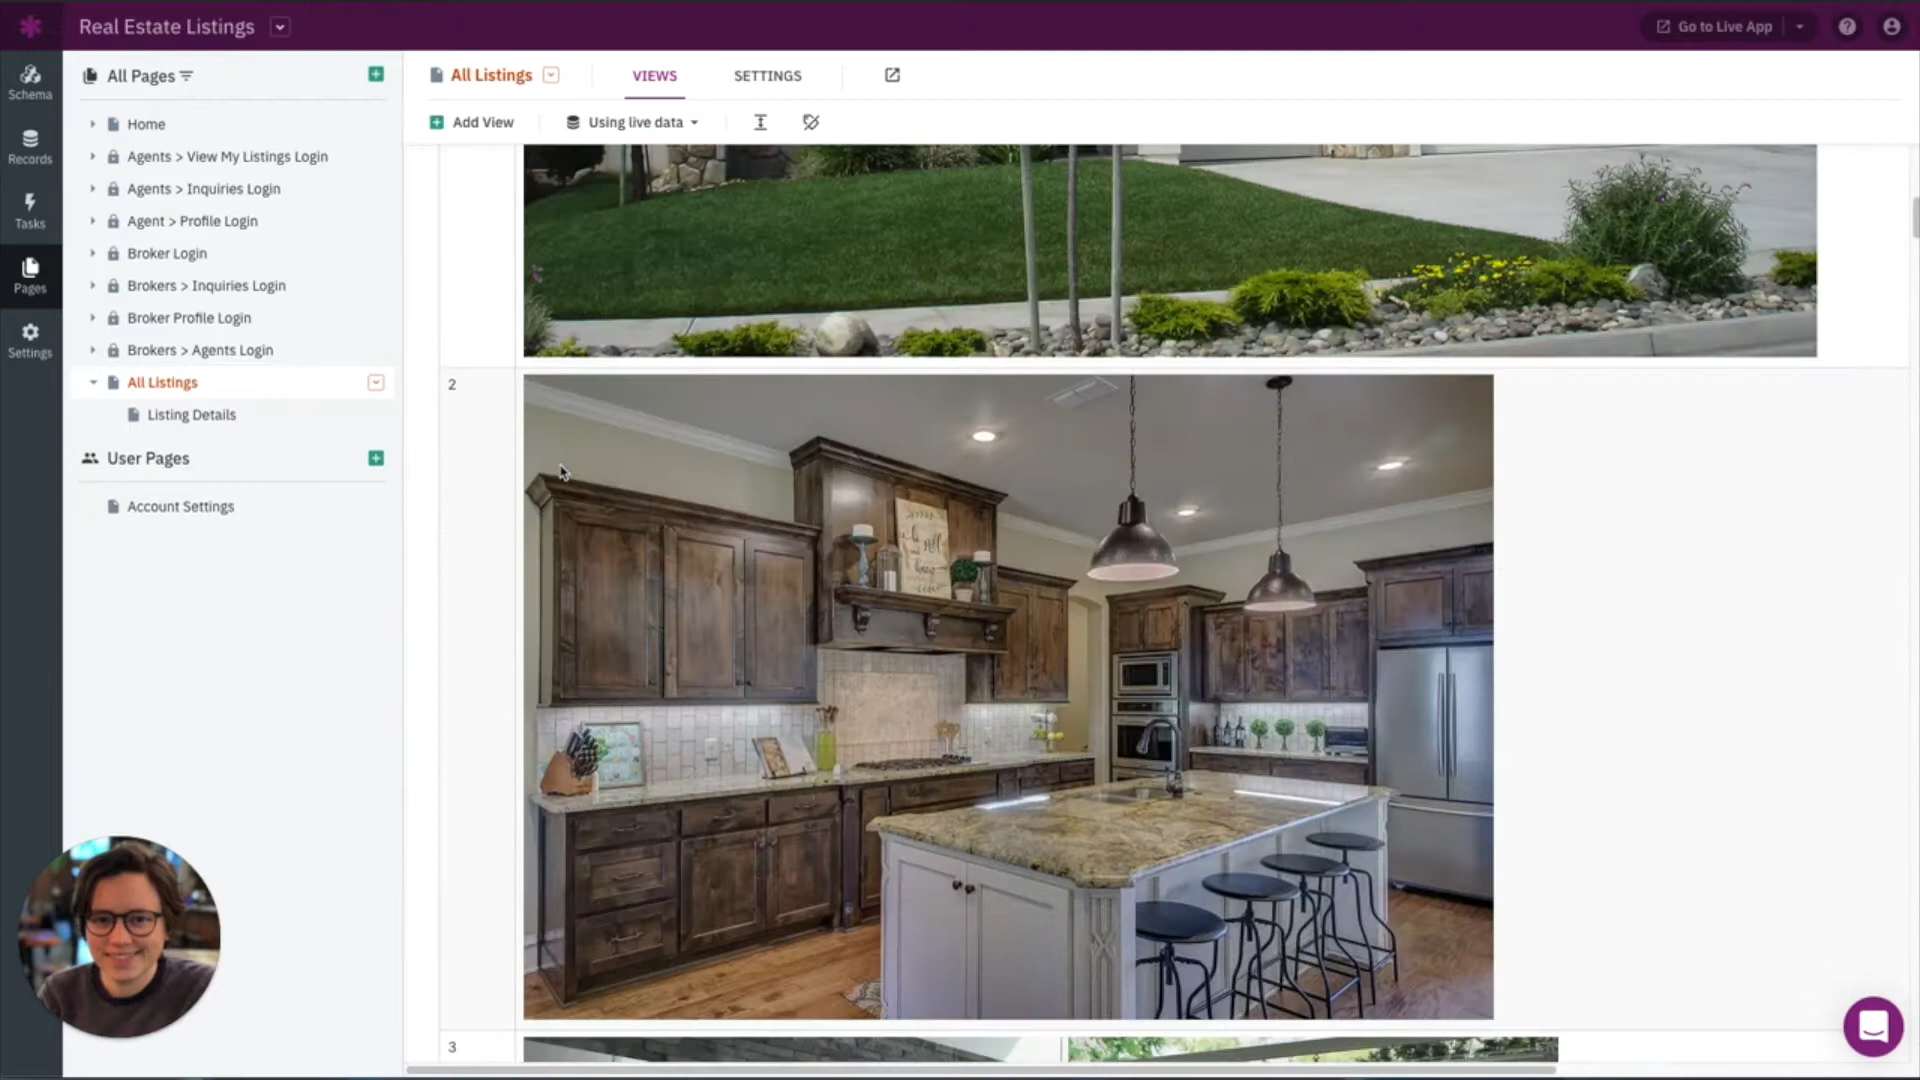 Real Estate Listings
Go to Live App
Schema
Records
Tasks
Pages
Settings
All Pages
Home
Agents > View My Listings Login
Agents > Inquiries Login
Agent > Profile Login
Broker Login
Brokers > Inquiries Login
Broker Profile Login
Brokers > Agents Login
All Listings
Listing Details
User Pages
Account Settings
All Listings
VIEWS
SETTINGS
Add View
Using live data
2
3